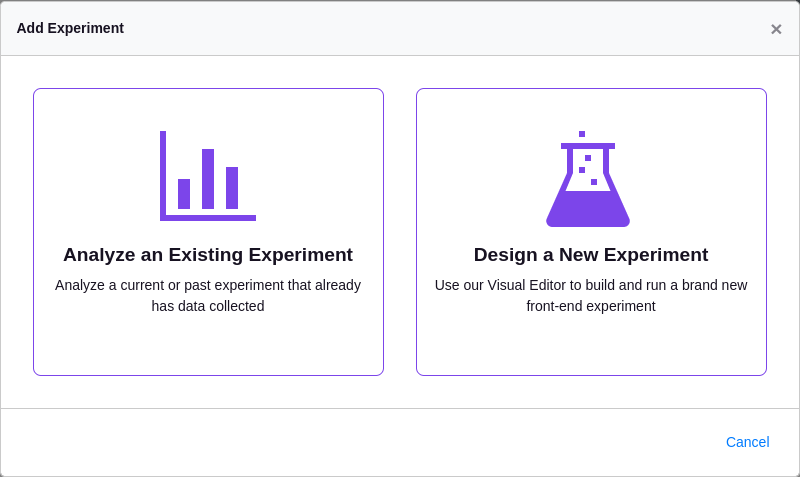 Add Experiment
×
Analyze an Existing Experiment
Analyze a current or past experiment that already
has data collected
Design a New Experiment
Use our Visual Editor to build and run a brand new
front-end experiment
Cancel